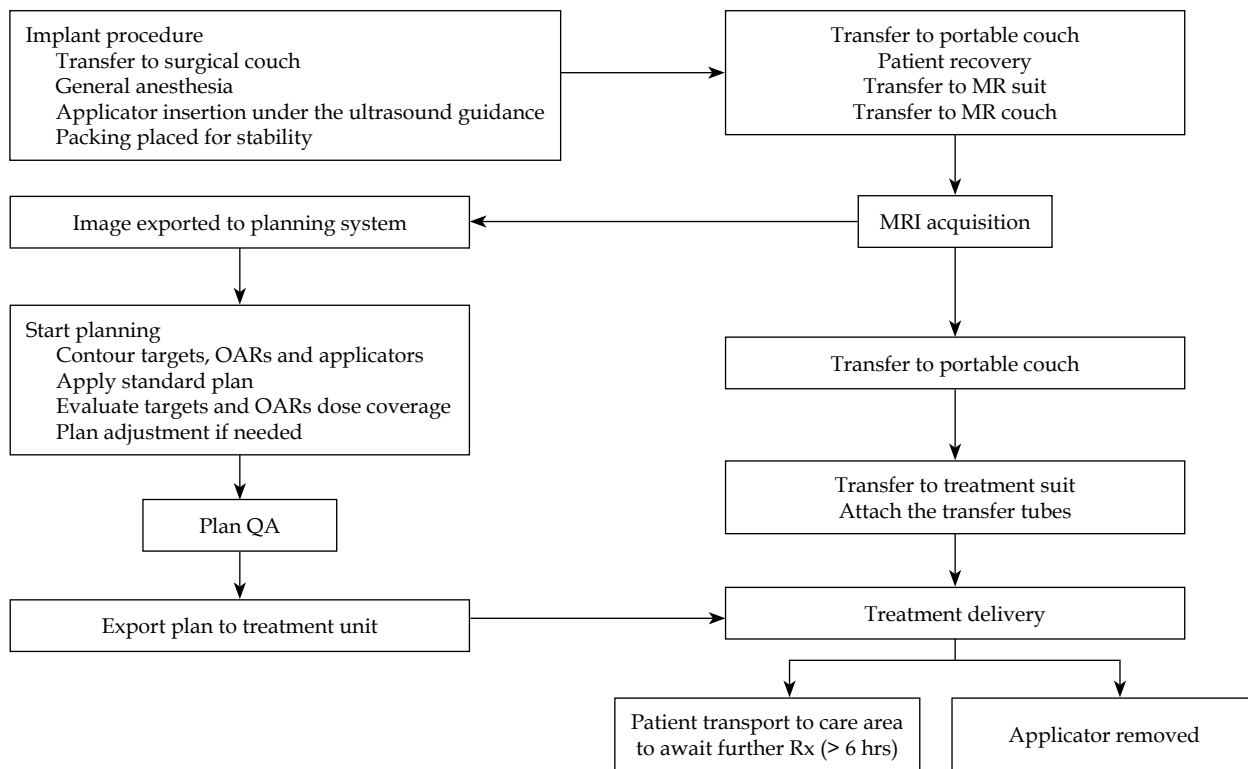 Implant procedure
Transfer to surgical couch
General anesthesia
Applicator insertion under the ultrasound guidance
Packing placed for stability
Transfer to portable couch
Patient recovery
Transfer to MR suit
Transfer to MR couch
MRI acquisition
Image exported to planning system
Start planning
Contour targets, OARs and applicators
Apply standard plan
Evaluate targets and OARs dose coverage
Plan adjustment if needed
Plan QA
Export plan to treatment unit
Transfer to portable couch
Transfer to treatment suit
Attach the transfer tubes
Treatment delivery
Patient transport to care area
to await further Rx (> 6 hrs)
Applicator removed